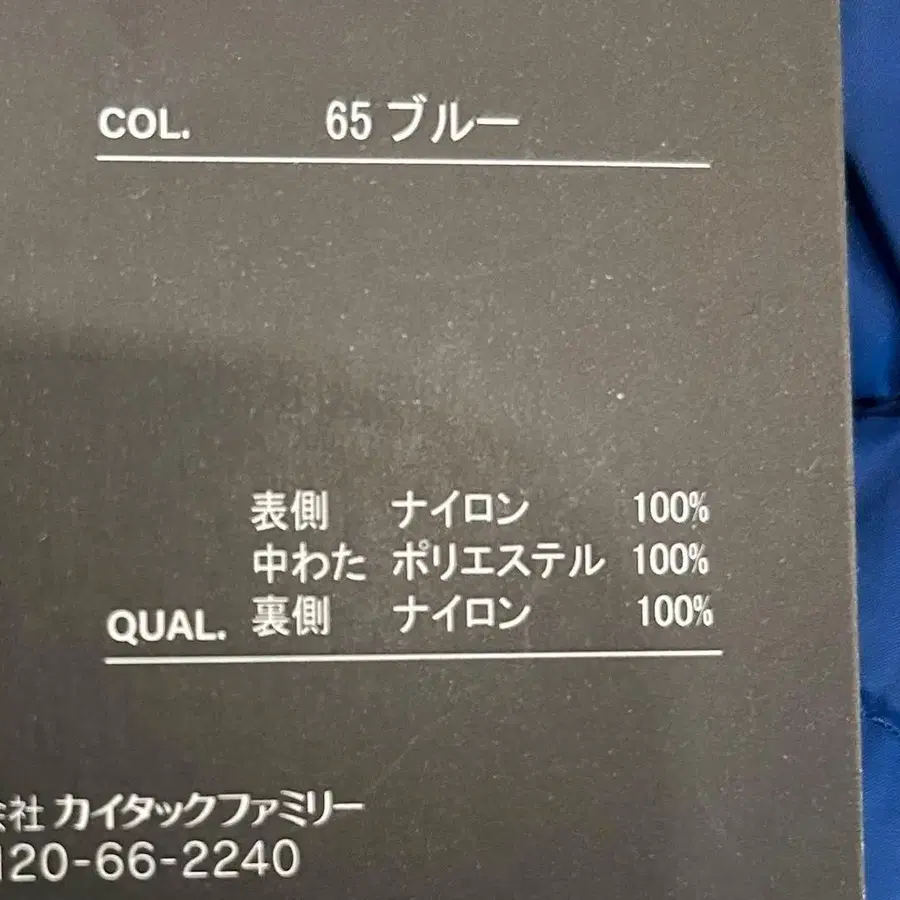 COL. 65 ブルー
表側 ナイロン 100%
中わた ポリエステル 100%
QUAL. 裏側 ナイロン 100%
会社 カイタックファミリー
120-66-2240